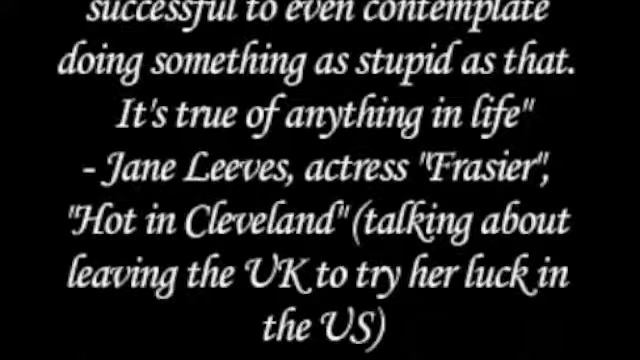 successful to even contemplate
doing something as stupid as that.
It's true of anything in life"
- Jane Leeves, actress "Frasier",
"Hot in Cleveland" (talking about
leaving the UK to try her luck in
the US)